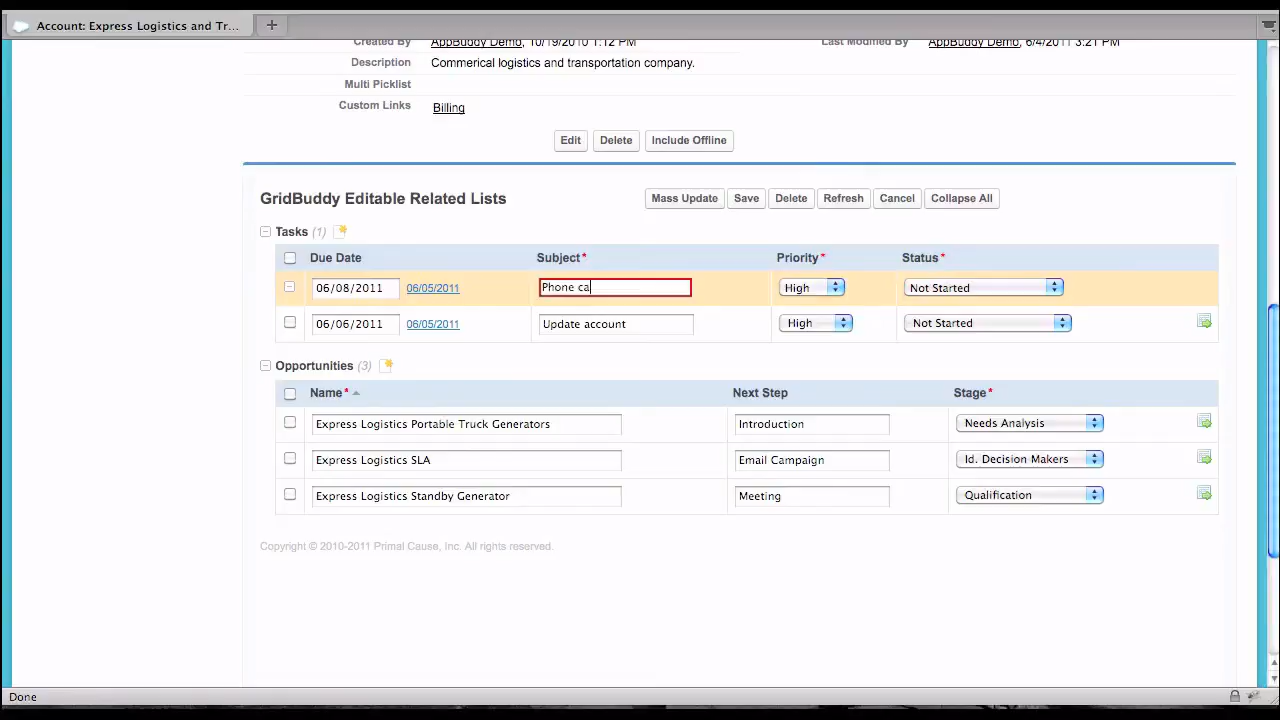 Account: Express Logistics and Tr...
Created By AppBuddy Demo, 10/19/2010 1:12 PM Last Modified By AppBuddy Demo, 6/4/2011 3:21 PM
Description Commerical logistics and transportation company.
Multi Picklist
Custom Links Billing
Edit Delete Include Offline
GridBuddy Editable Related Lists Mass Update Save Delete Refresh Cancel Collapse All
Tasks (1)
Due Date Subject* Priority* Status*
06/08/2011 06/05/2011 Phone ca High Not Started
06/06/2011 06/05/2011 Update account High Not Started
Opportunities (3)
Name* Next Step Stage*
Express Logistics Portable Truck Generators Introduction Needs Analysis
Express Logistics SLA Email Campaign Id. Decision Makers
Express Logistics Standby Generator Meeting Qualification
Copyright © 2010-2011 Primal Cause, Inc. All rights reserved.
Done